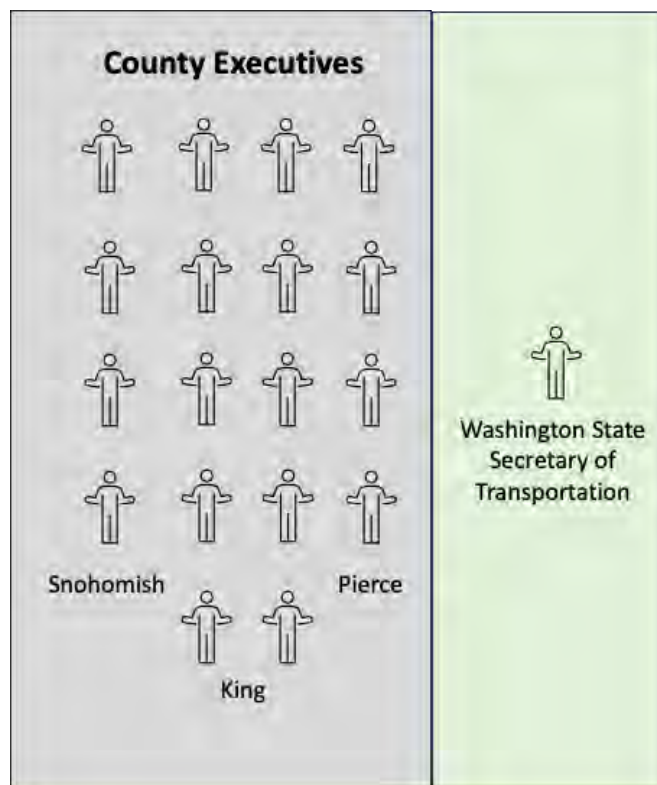 County Executives
Washington State
Secretary of
Transportation
Snohomish
Pierce
King